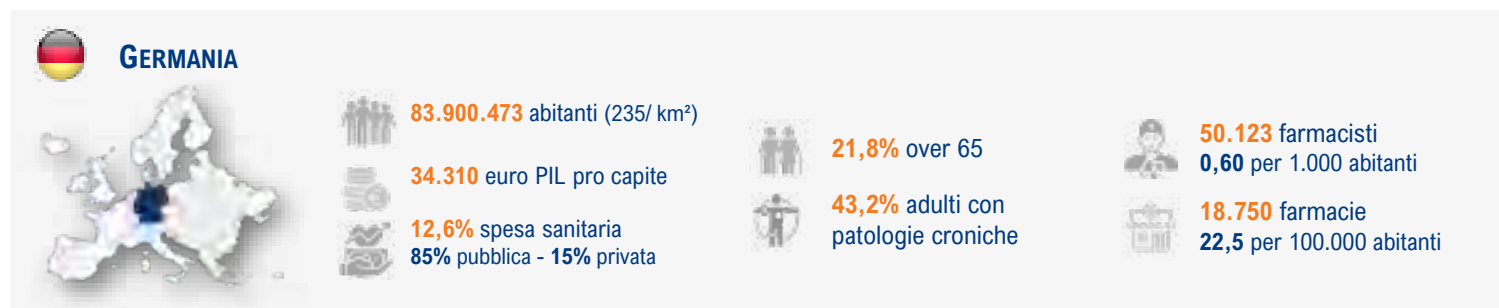 GERMANIA
83.900.473 abitanti (235/ km²)
34.310 euro PIL pro capite
12,6% spesa sanitaria
85% pubblica - 15% privata
21,8% over 65
43,2% adulti con
patologie croniche
50.123 farmacisti
0,60 per 1.000 abitanti
18.750 farmacie
22,5 per 100.000 abitanti